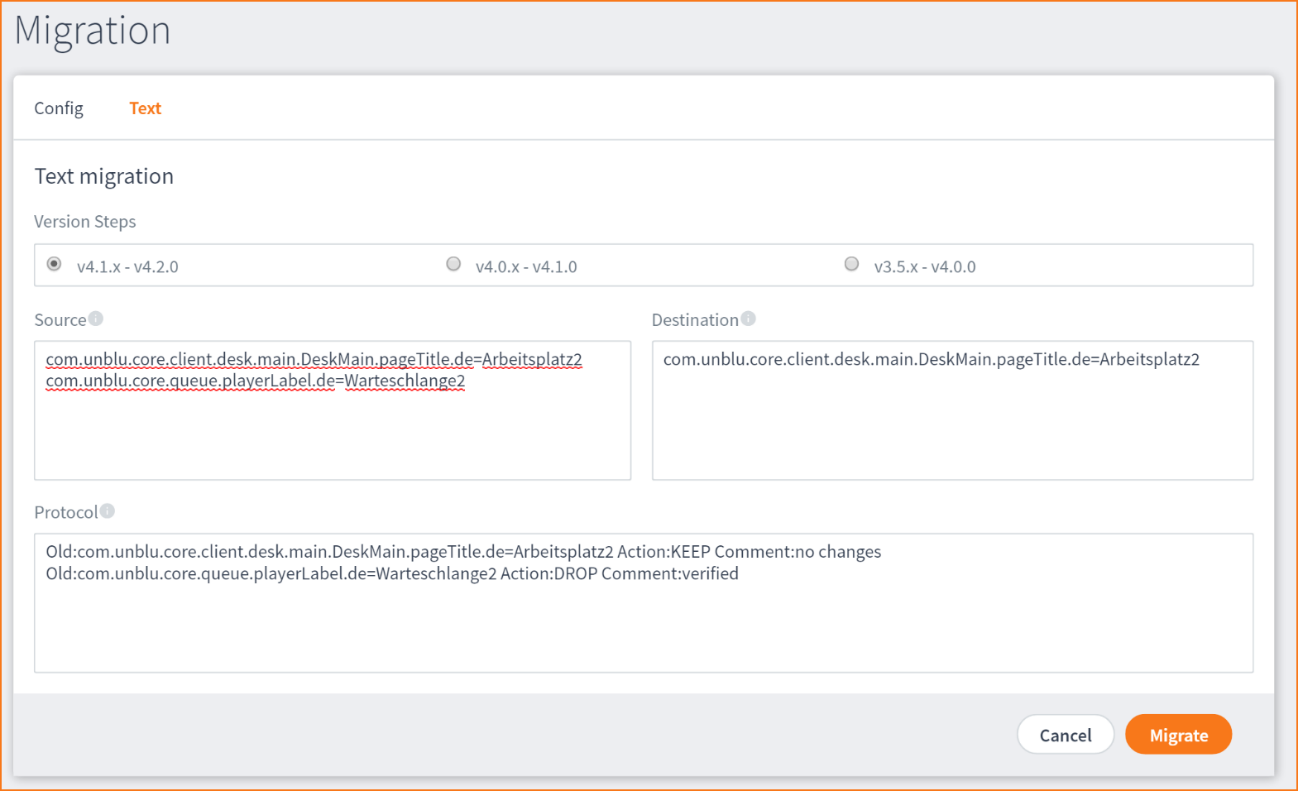 Migration
Config Text
Text migration
Version Steps
v4.1.x - v4.2.0 v4.0.x - v4.1.0 v3.5.x - v4.0.0
Source Destination
com.unblu.core.client.desk.main.DeskMain.pageTitle.de=Arbeitsplatz2
com.unblu.core.queue.playerLabel.de=Warteschlange2
com.unblu.core.client.desk.main.DeskMain.pageTitle.de=Arbeitsplatz2
Protocol
Old:com.unblu.core.client.desk.main.DeskMain.pageTitle.de=Arbeitsplatz2 Action:KEEP Comment:no changes
Old:com.unblu.core.queue.playerLabel.de=Warteschlange2 Action:DROP Comment:verified
Cancel Migrate